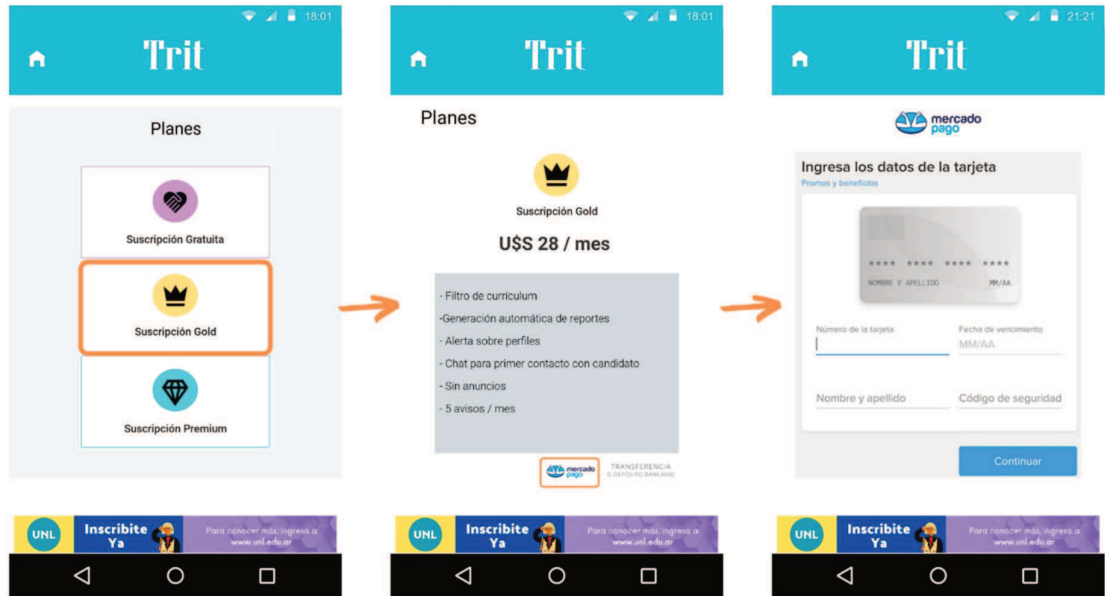 18:01
Trit
Planes
Suscripción Gratuita
Suscripción Gold
Suscripción Premium
UNL
Inscribite
Ya
Para conocer más, ingresa a
www.unl.edu.ar
18:01
Trit
Planes
Suscripción Gold
U$S 28 / mes
- Filtro de currículum
-Generación automática de reportes
- Alerta sobre perfiles
- Chat para primer contacto con candidato
- Sin anuncios
- 5 avisos / mes
mercado
pago
TRANSFERENCIA
O DEPÓSITO BANCARIO
UNL
Inscribite
Ya
Para conocer más, ingresa a
www.unl.edu.ar
21:21
Trit
mercado
pago
Ingresa los datos de la tarjeta
Promos y beneficios
**** **** **** ****
NOMBRE Y APELLIDO MM/AA
Número de la tarjeta Fecha de vencimiento
MM/AA
Nombre y apellido Código de seguridad
Continuar
UNL
Inscribite
Ya
Para conocer más, ingresa a
www.unl.edu.ar